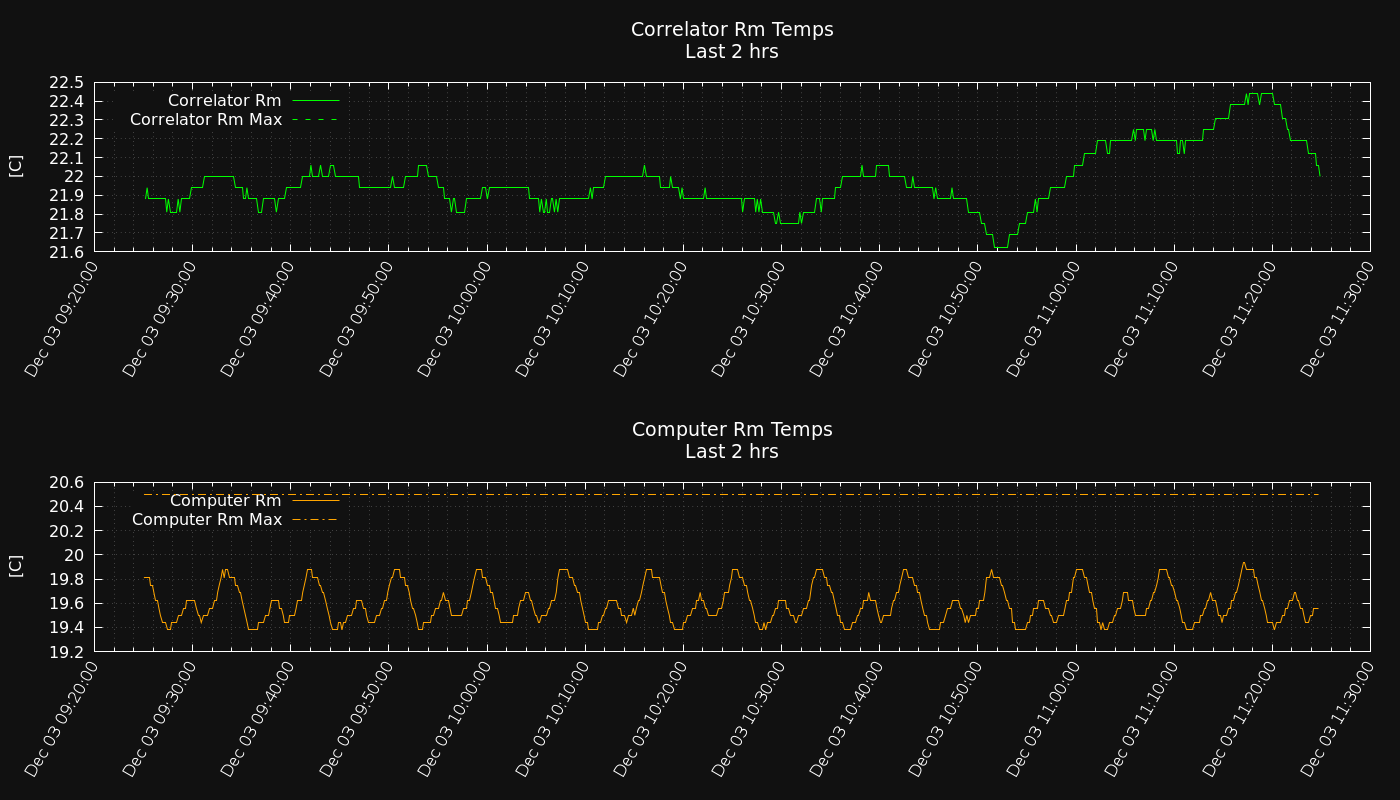 Correlator Rm Temps
Last 2 hrs
22.5
22.4
22.3
22.2
22.1
22
21.9
21.8
21.7
21.6
[C]
Correlator Rm
Correlator Rm Max
Dec 03 09:20:00
Dec 03 09:30:00
Dec 03 09:40:00
Dec 03 09:50:00
Dec 03 10:00:00
Dec 03 10:10:00
Dec 03 10:20:00
Dec 03 10:30:00
Dec 03 10:40:00
Dec 03 10:50:00
Dec 03 11:00:00
Dec 03 11:10:00
Dec 03 11:20:00
Dec 03 11:30:00
Computer Rm Temps
Last 2 hrs
20.6
20.4
20.2
20
19.8
19.6
19.4
19.2
[C]
Computer Rm
Computer Rm Max
Dec 03 09:20:00
Dec 03 09:30:00
Dec 03 09:40:00
Dec 03 09:50:00
Dec 03 10:00:00
Dec 03 10:10:00
Dec 03 10:20:00
Dec 03 10:30:00
Dec 03 10:40:00
Dec 03 10:50:00
Dec 03 11:00:00
Dec 03 11:10:00
Dec 03 11:20:00
Dec 03 11:30:00